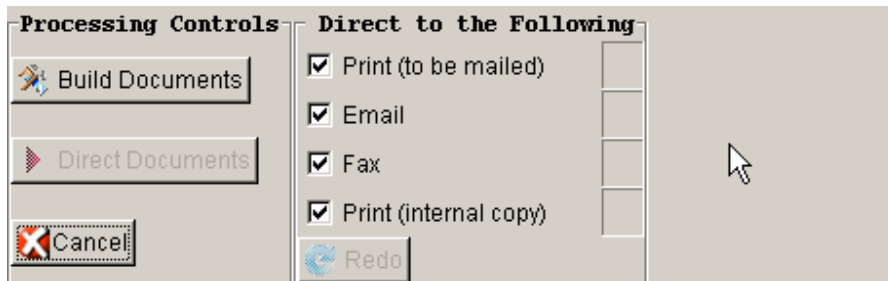 Processing Controls
Build Documents
Direct Documents
Cancel
Direct to the Following
Print (to be mailed)
Email
Fax
Print (internal copy)
Redo